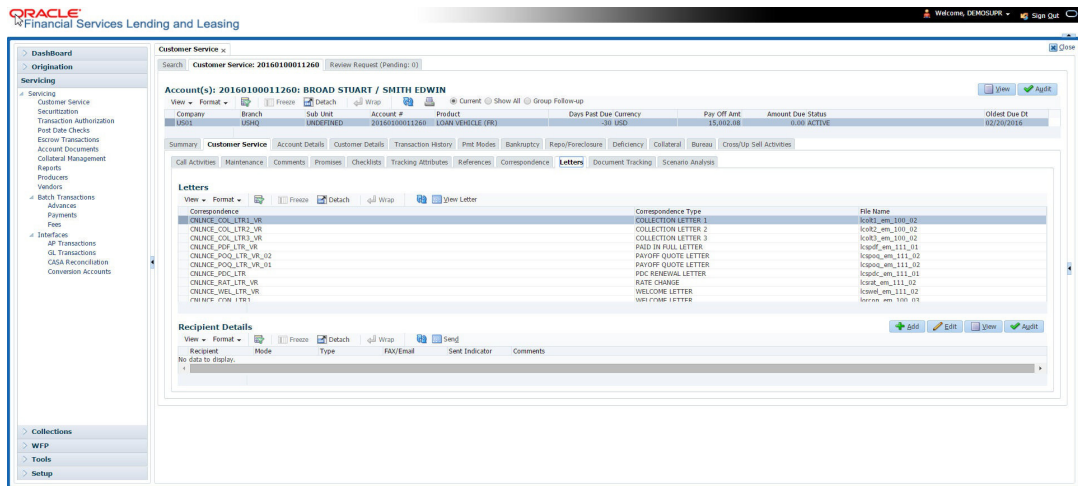 ORACLE®
Financial Services Lending and Leasing
Welcome, DEMOSUPR
Sign Out
Close
DashBoard
Origination
Servicing
Servicing
Customer Service
Securitization
Transaction Authorization
Post Date Checks
Escrow Transactions
Account Documents
Collateral Management
Reports
Producers
Vendors
Batch Transactions
Advances
Payments
Fees
Interfaces
AP Transactions
GL Transactions
CASA Reconciliation
Conversion Accounts
Collections
WFP
Tools
Setup
Customer Service x
Search Customer Service: 20160100011260 Review Request (Pending: 0)
Account(s): 20160100011260: BROAD STUART / SMITH EDWIN
View Audit
View Format Freeze Detach Wrap Current Show All Group Follow-up
Company Branch Sub Unit Account # Product Days Past Due Currency Pay Off Amt Amount Due Status Oldest Due Dt
US01 USHQ UNDEFINED 20160100011260 LOAN VEHICLE (FR) -30 USD 15,002.08 0.00 ACTIVE 02/20/2016
Summary Customer Service Account Details Customer Details Transaction History Pmt Modes Bankruptcy Repo/Foreclosure Deficiency Collateral Bureau Cross/Up Sell Activities
Call Activities Maintenance Comments Promises Checklists Tracking Attributes References Correspondence Letters Document Tracking Scenario Analysis
Letters
View Format Freeze Detach Wrap View Letter
Correspondence Correspondence Type File Name
CNLNCE_COL_LTR1_VR COLLECTION LETTER 1 lcolt1_em_100_02
CNLNCE_COL_LTR2_VR COLLECTION LETTER 2 lcolt2_em_100_02
CNLNCE_COL_LTR3_VR COLLECTION LETTER 3 lcolt3_em_100_02
CNLNCE_PDF_LTR_VR PAID IN FULL LETTER lcspdf_em_111_01
CNLNCE_POQ_LTR_VR_02 PAYOFF QUOTE LETTER lcspoq_em_111_02
CNLNCE_POQ_LTR_VR_01 PAYOFF QUOTE LETTER lcspoq_em_111_02
CNLNCE_PDC_LTR PDC RENEWAL LETTER lcspdc_em_111_01
CNLNCE_RAT_LTR_VR RATE CHANGE lcsrat_em_111_02
CNLNCE_WEL_LTR_VR WELCOME LETTER lcswel_em_111_02
CNLNCE_CON_LTR1 WELCOME LETTER lorcon_em_100_03
Recipient Details
Add Edit View Audit
View Format Freeze Detach Wrap Send
Recipient Mode Type FAX/Email Sent Indicator Comments
No data to display.